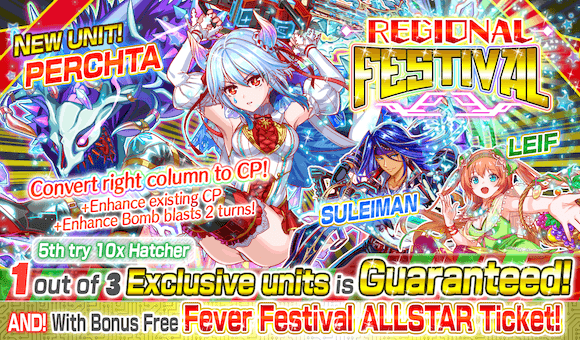 NEW UNIT!
PERCHTA
REGIONAL
FESTIVAL
LEIF
SULEIMAN
Convert right column to CP!
+Enhance existing CP
+Enhance Bomb blasts 2 turns!
5th try 10x Hatcher
1 out of 3 Exclusive units is Guaranteed!
AND! With Bonus Free Fever Festival ALLSTAR Ticket!